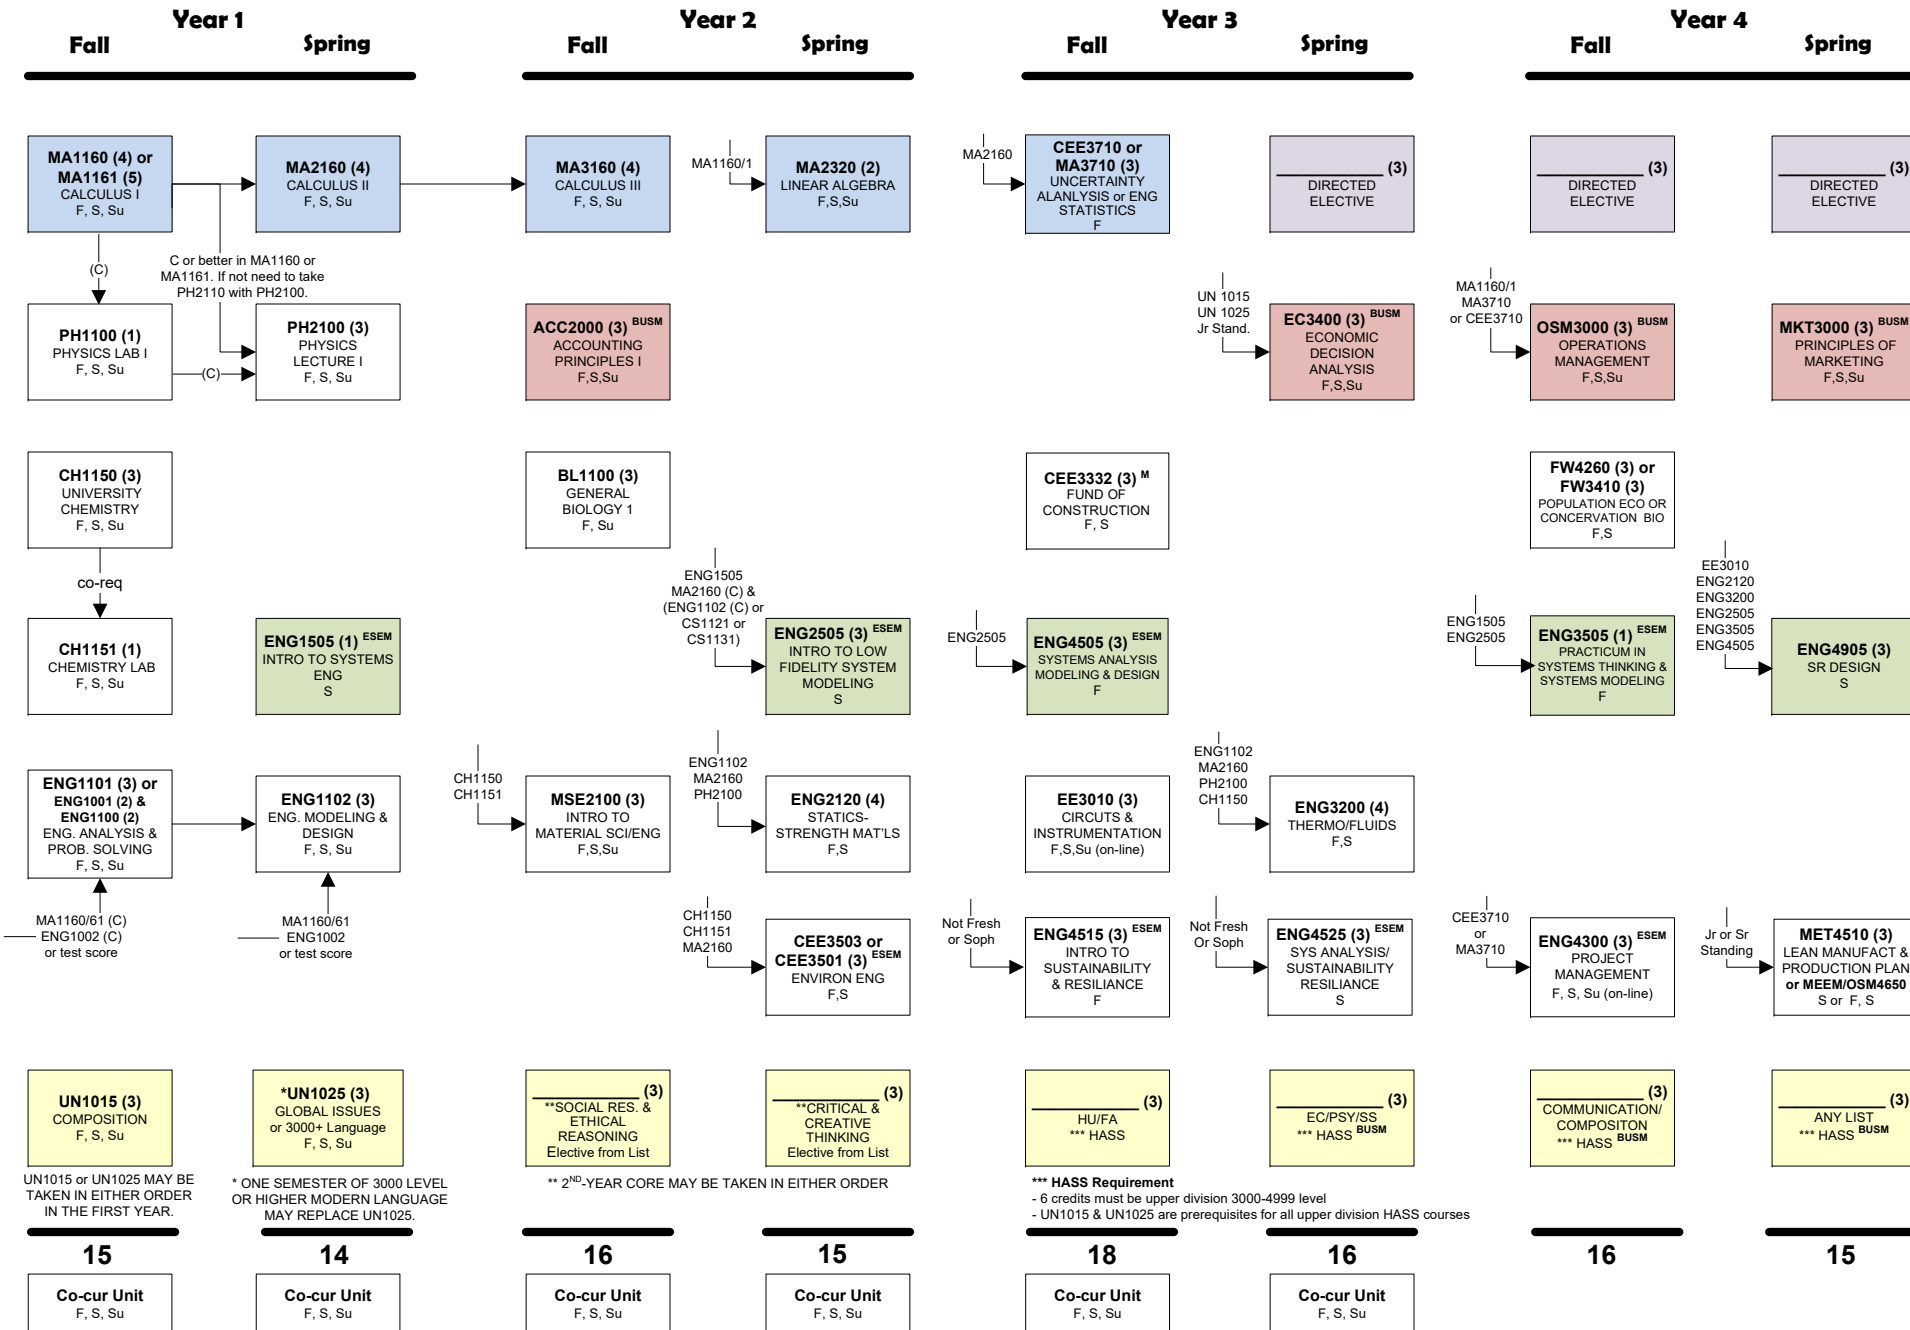 Year 1
Year 2
Year 3
Year 4
Fall
Spring
Fall
Spring
Fall
Spring
Fall
Spring
MA1160 (4) or
MA1161 (5)
CALCULUS I
F, S, Su
MA2160 (4)
CALCULUS II
F, S, Su
MA3160 (4)
CALCULUS III
F, S, Su
MA1160/1
MA2320 (2)
LINEAR ALGEBRA
F,S,Su
MA2160
CEE3710 or
MA3710 (3)
UNCERTAINTY
ALANLYSIS or ENG
STATISTICS
F
(3)
DIRECTED
ELECTIVE
(3)
DIRECTED
ELECTIVE
(3)
DIRECTED
ELECTIVE
(C)
C or better in MA1160 or
MA1161. If not need to take
PH2110 with PH2100.
PH1100 (1)
PHYSICS LAB I
F, S, Su
(C)
PH2100 (3)
PHYSICS
LECTURE I
F, S, Su
ACC2000 (3) BUSM
ACCOUNTING
PRINCIPLES I
F,S,Su
UN 1015
UN 1025
Jr Stand.
EC3400 (3) BUSM
ECONOMIC
DECISION
ANALYSIS
F,S,Su
MA1160/1
MA3710
or CEE3710
OSM3000 (3) BUSM
OPERATIONS
MANAGEMENT
F,S,Su
MKT3000 (3) BUSM
PRINCIPLES OF
MARKETING
F,S,Su
CH1150 (3)
UNIVERSITY
CHEMISTRY
F, S, Su
BL1100 (3)
GENERAL
BIOLOGY 1
F, Su
CEE3332 (3) M
FUND OF
CONSTRUCTION
F, S
FW4260 (3) or
FW3410 (3)
POPULATION ECO OR
CONCERVATION BIO
F,S
co-req
CH1151 (1)
CHEMISTRY LAB
F, S, Su
ENG1505 (1) ESEM
INTRO TO SYSTEMS
ENG
S
ENG1505
MA2160 (C) &
(ENG1102 (C) or
CS1121 or
CS1131)
ENG2505 (3) ESEM
INTRO TO LOW
FIDELITY SYSTEM
MODELING
S
ENG2505
ENG4505 (3) ESEM
SYSTEMS ANALYSIS
MODELING & DESIGN
F
ENG1505
ENG2505
ENG3505 (1) ESEM
PRACTICUM IN
SYSTEMS THINKING &
SYSTEMS MODELING
F
EE3010
ENG2120
ENG3200
ENG2505
ENG3505
ENG4505
ENG4905 (3)
SR DESIGN
S
ENG1101 (3) or
ENG1001 (2) &
ENG1100 (2)
ENG. ANALYSIS &
PROB. SOLVING
F, S, Su
ENG1102 (3)
ENG. MODELING &
DESIGN
F, S, Su
CH1150
CH1151
MSE2100 (3)
INTRO TO
MATERIAL SCI/ENG
F,S,Su
ENG1102
MA2160
PH2100
ENG2120 (4)
STATICS-
STRENGTH MAT'LS
F,S
EE3010 (3)
CIRCUTS &
INSTRUMENTATION
F,S,Su (on-line)
ENG1102
MA2160
PH2100
CH1150
ENG3200 (4)
THERMO/FLUIDS
F,S
MA1160/61 (C)
ENG1002 (C)
or test score
MA1160/61
ENG1002
or test score
CH1150
CH1151
MA2160
CEE3503 or
CEE3501 (3) ESEM
ENVIRON ENG
F,S
Not Fresh
or Soph
ENG4515 (3) ESEM
INTRO TO
SUSTAINABILITY
& RESILIANCE
F
Not Fresh
Or Soph
ENG4525 (3) ESEM
SYS ANALYSIS/
SUSTAINABILITY
RESILIANCE
S
CEE3710
or
MA3710
ENG4300 (3) ESEM
PROJECT
MANAGEMENT
F, S, Su (on-line)
Jr or Sr
Standing
MET4510 (3)
LEAN MANUFACT &
PRODUCTION PLAN
or MEEM/OSM4650
S or F, S
UN1015 (3)
COMPOSITION
F, S, Su
*UN1025 (3)
GLOBAL ISSUES
or 3000+ Language
F, S, Su
(3)
**SOCIAL RES. &
ETHICAL
REASONING
Elective from List
(3)
**CRITICAL &
CREATIVE
THINKING
Elective from List
(3)
HU/FA
*** HASS
(3)
EC/PSY/SS
*** HASS BUSM
(3)
COMMUNICATION/
COMPOSITON
*** HASS BUSM
(3)
ANY LIST
*** HASS BUSM
UN1015 or UN1025 MAY BE
TAKEN IN EITHER ORDER
IN THE FIRST YEAR.
* ONE SEMESTER OF 3000 LEVEL
OR HIGHER MODERN LANGUAGE
MAY REPLACE UN1025.
** 2ND-YEAR CORE MAY BE TAKEN IN EITHER ORDER
*** HASS Requirement
- 6 credits must be upper division 3000-4999 level
- UN1015 & UN1025 are prerequisites for all upper division HASS courses
15
14
16
15
18
16
16
15
Co-cur Unit
F, S, Su
Co-cur Unit
F, S, Su
Co-cur Unit
F, S, Su
Co-cur Unit
F, S, Su
Co-cur Unit
F, S, Su
Co-cur Unit
F, S, Su